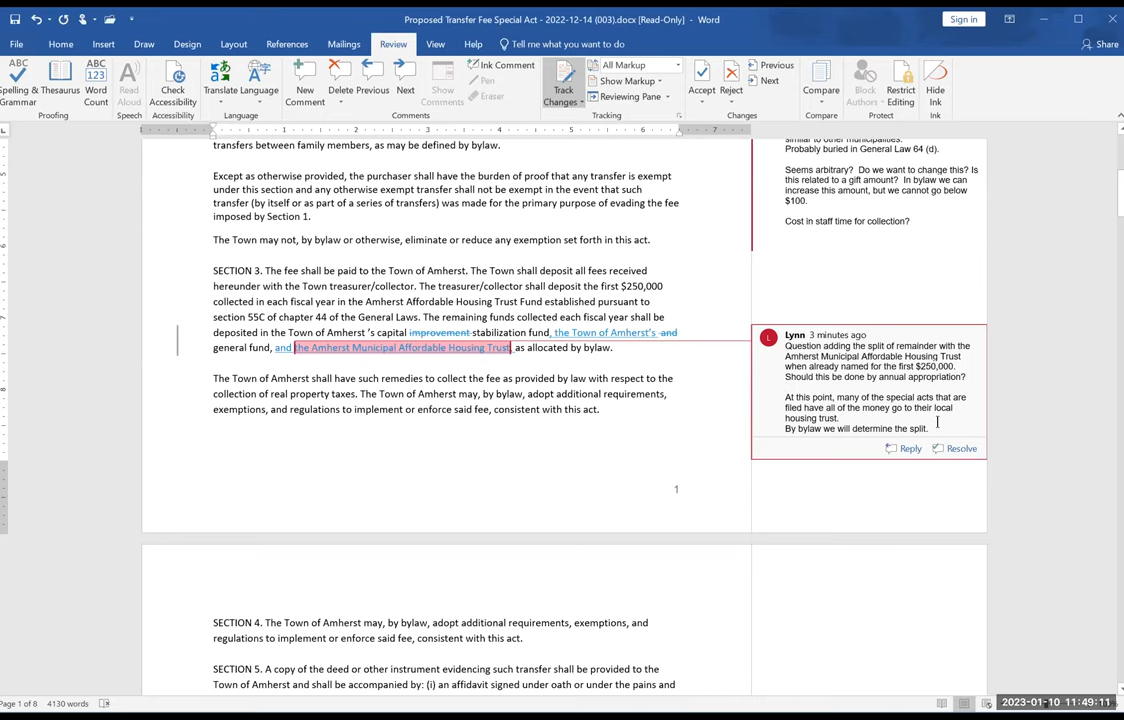 Proposed Transfer Fee Special Act - 2022-12-14 (003).docx [Read-Only] - Word
Sign in
File Home Insert Draw Design Layout References Mailings Review View Help Tell me what you want to do Share
Spelling & Grammar
Thesaurus
Word Count
Read Aloud
Check Accessibility
Translate
Language
New Comment
Delete
Previous
Next
Show Comments
Ink Comment
Pen
Eraser
Track Changes
All Markup
Show Markup
Reviewing Pane
Accept
Reject
Previous
Next
Compare
Block Authors
Restrict Editing
Hide Ink
Proofing Speech Accessibility Language Comments Tracking Changes Compare Protect Ink
1 2 3 4 5 6 7
transfers between family members, as may be defined by bylaw.
Except as otherwise provided, the purchaser shall have the burden of proof that any transfer is exempt
under this section and any otherwise exempt transfer shall not be exempt in the event that such
transfer (by itself or as part of a series of transfers) was made for the primary purpose of evading the fee
imposed by Section 1.
The Town may not, by bylaw or otherwise, eliminate or reduce any exemption set forth in this act.
SECTION 3. The fee shall be paid to the Town of Amherst. The Town shall deposit all fees received
hereunder with the Town treasurer/collector. The treasurer/collector shall deposit the first $250,000
collected in each fiscal year in the Amherst Affordable Housing Trust Fund established pursuant to
section 55C of chapter 44 of the General Laws. The remaining funds collected each fiscal year shall be
deposited in the Town of Amherst 's capital improvement stabilization fund, the Town of Amherst's and
general fund, and the Amherst Municipal Affordable Housing Trust, as allocated by bylaw.
The Town of Amherst shall have such remedies to collect the fee as provided by law with respect to the
collection of real property taxes. The Town of Amherst may, by bylaw, adopt additional requirements,
exemptions, and regulations to implement or enforce said fee, consistent with this act.
1
SECTION 4. The Town of Amherst may, by bylaw, adopt additional requirements, exemptions, and
regulations to implement or enforce said fee, consistent with this act.
SECTION 5. A copy of the deed or other instrument evidencing such transfer shall be provided to the
Town of Amherst and shall be accompanied by: (i) an affidavit signed under oath or under the pains and
similar to other municipalities.
Probably buried in General Law 64 (d).
Seems arbitrary? Do we want to change this? Is
this related to a gift amount? In bylaw we can
increase this amount, but we cannot go below
$100.
Cost in staff time for collection?
L
Lynn 3 minutes ago
Question adding the split of remainder with the
Amherst Municipal Affordable Housing Trust
when already named for the first $250,000.
Should this be done by annual appropriation?
At this point, many of the special acts that are
filed have all of the money go to their local
housing trust.
By bylaw we will determine the split.
Reply Resolve
Page 1 of 8 4130 words
2023-01-10 11:49:11